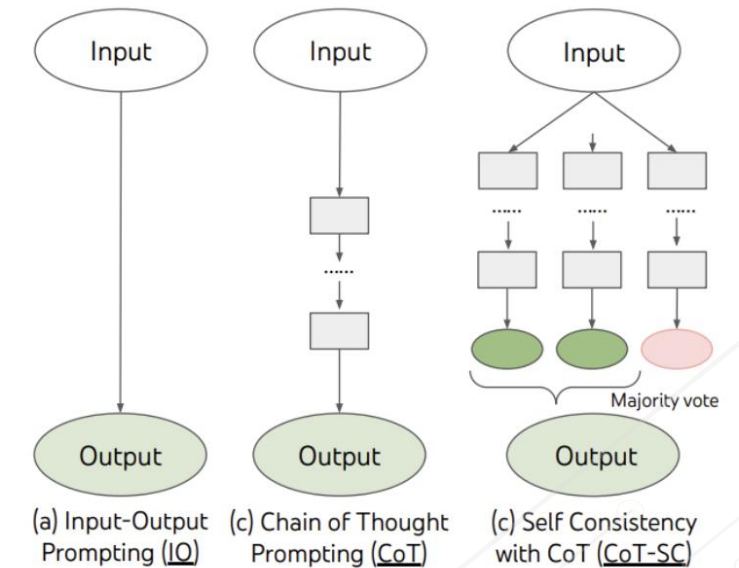 Input
Input
Input
......
......
......
......
Majority vote
Output
Output
Output
(a) Input-Output
Prompting (IO)
(c) Chain of Thought
Prompting (CoT)
(c) Self Consistency
with CoT (CoT-SC)